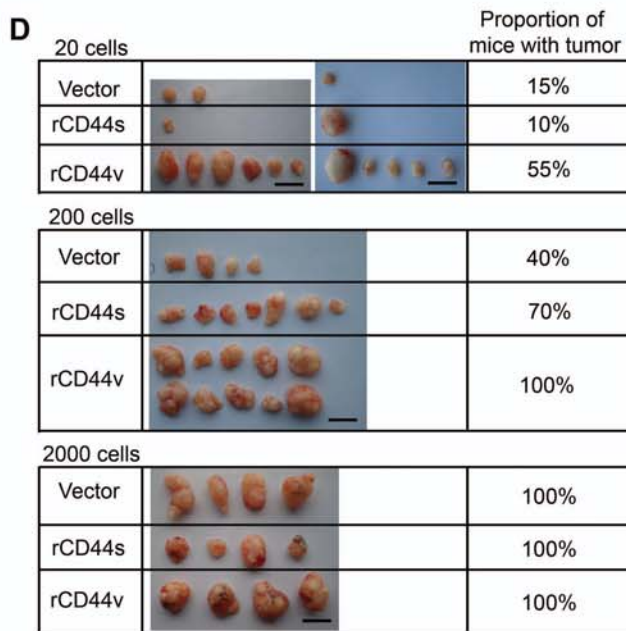 D
Proportion of
mice with tumor
20 cells
Vector 15%
rCD44s 10%
rCD44v 55%
200 cells
Vector 40%
rCD44s 70%
rCD44v 100%
2000 cells
Vector 100%
rCD44s 100%
rCD44v 100%